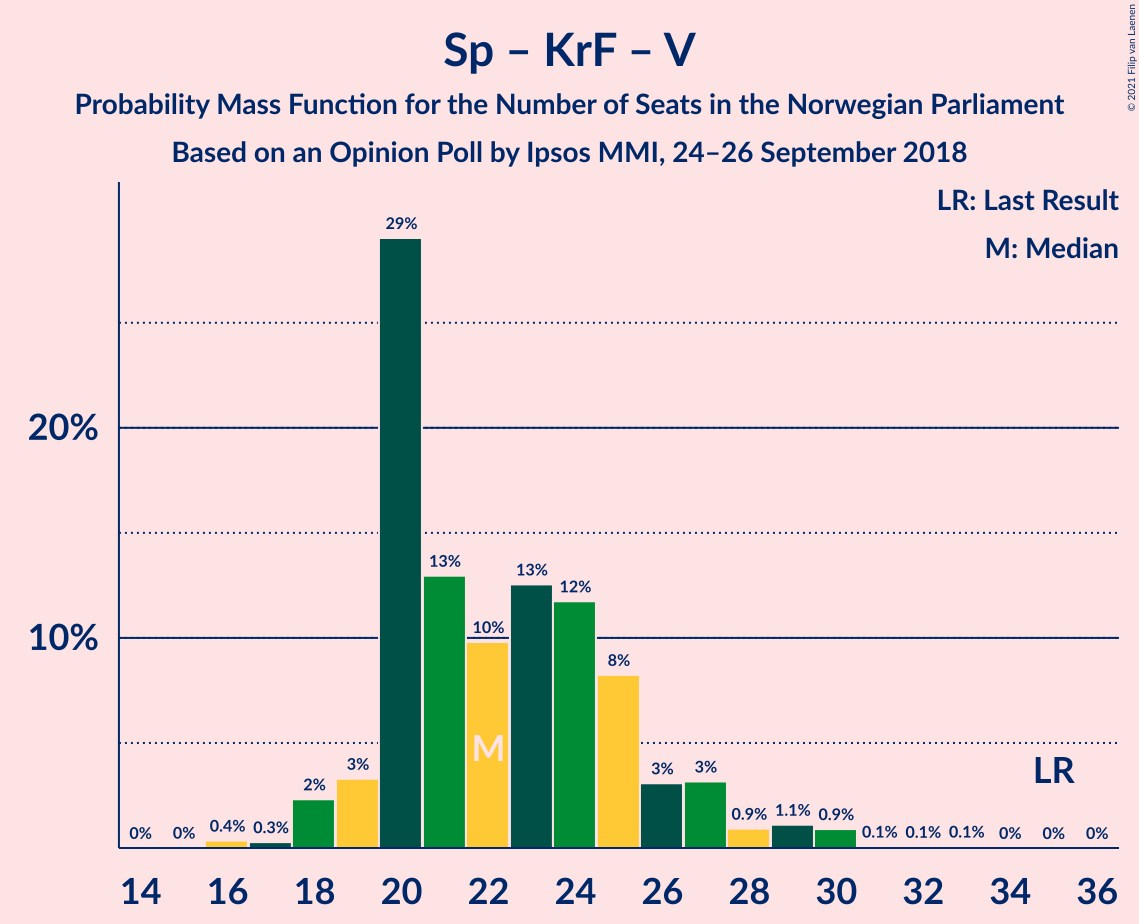 Sp – KrF – V
Probability Mass Function for the Number of Seats in the Norwegian Parliament
Based on an Opinion Poll by Ipsos MMI, 24–26 September 2018
© 2021 Filip van Laenen
LR: Last Result
M: Median
29%
20%
13%
13%
12%
10%
10%
8%
M
3%
3%
3%
2%
LR
0%
0%
0.4%
0.3%
0.9%
1.1%
0.9%
0.1%
0.1%
0.1%
0%
0%
0%
14 16 18 20 22 24 26 28 30 32 34 36